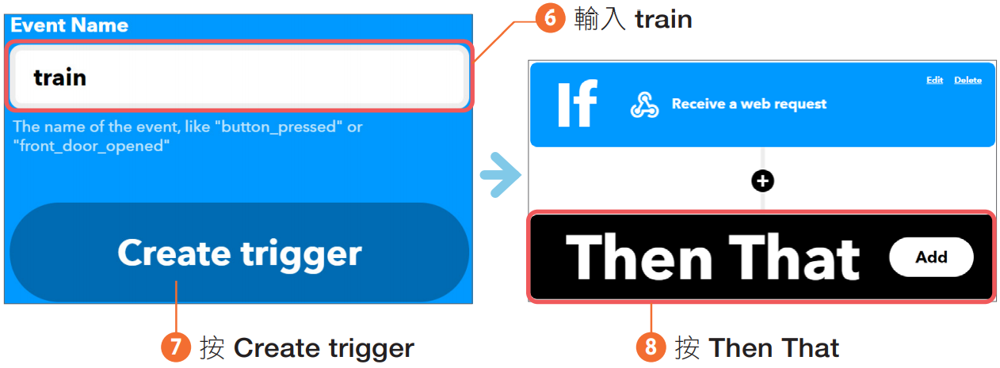 Event Name
train
The name of the event, like "button_pressed" or
"front_door_opened"
Create trigger
6 輸入 train
7 按 Create trigger
If
Receive a web request
Edit Delete
Then That
Add
8 按 Then That